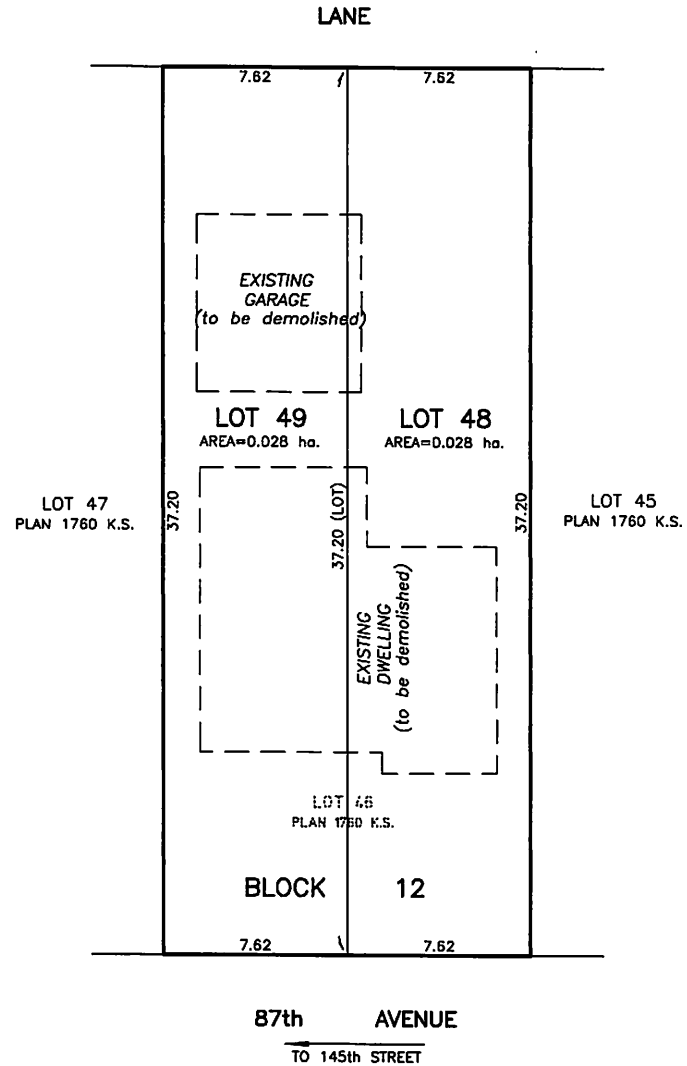 LANE
7.62 7.62
EXISTING
GARAGE
(to be demolished)
LOT 49 LOT 48
AREA=0.028 ha. AREA=0.028 ha.
LOT 47
PLAN 1760 K.S.
37.20
37.20 (LOT)
37.20
LOT 45
PLAN 1760 K.S.
EXISTING
DWELLING
(to be demolished)
LOT 46
PLAN 1760 K.S.
BLOCK 12
7.62 7.62
87th AVENUE
TO 145th STREET